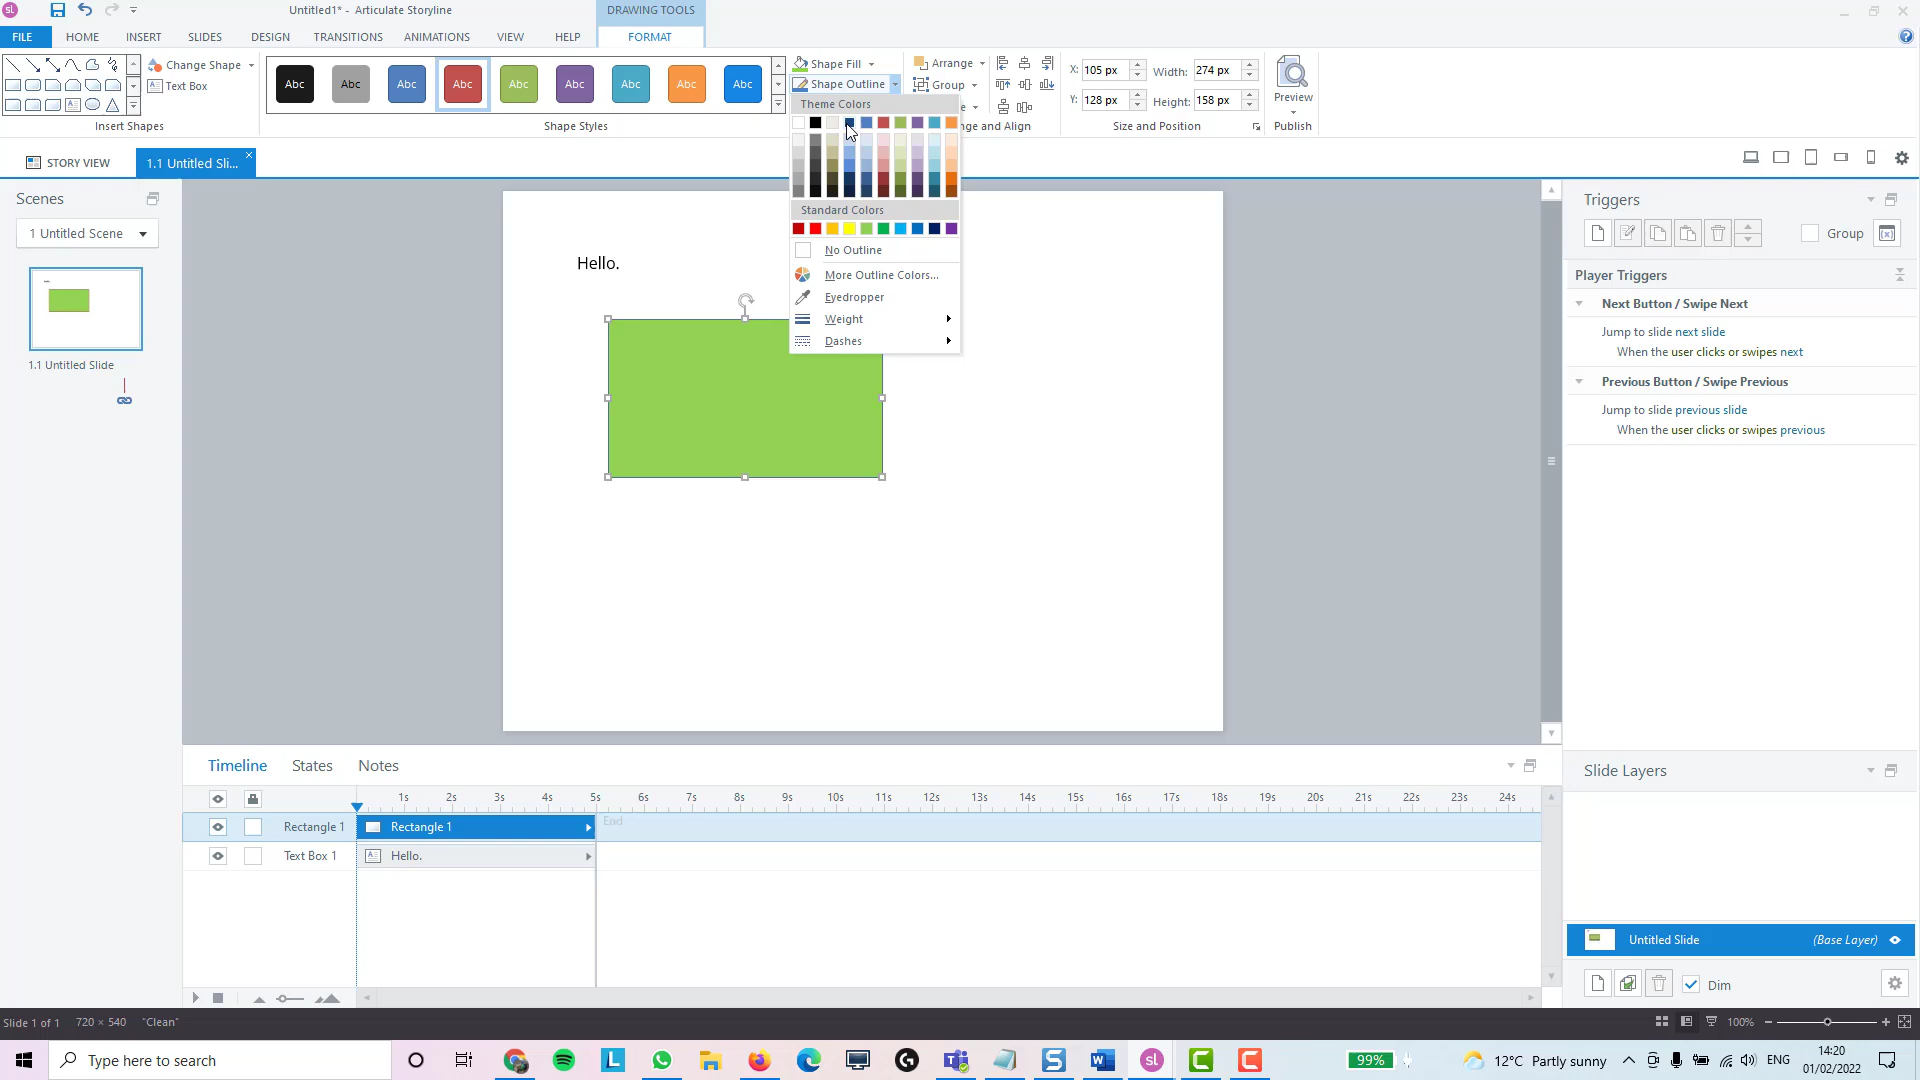 sl
Untitled1* - Articulate Storyline
DRAWING TOOLS
FILE
HOME
INSERT
SLIDES
DESIGN
TRANSITIONS
ANIMATIONS
VIEW
HELP
FORMAT
Change Shape
Text Box
Insert Shapes
Abc
Abc
Abc
Abc
Abc
Abc
Abc
Abc
Abc
Shape Styles
Shape Fill
Shape Outline
Arrange
Group
nge and Align
X: 105 px
Width: 274 px
Y: 128 px
Height: 158 px
Size and Position
Preview
Publish
Theme Colors
Standard Colors
No Outline
More Outline Colors...
Eyedropper
Weight
Dashes
STORY VIEW
1.1 Untitled Sli...
Scenes
1 Untitled Scene
1.1 Untitled Slide
Hello.
Triggers
Group
Player Triggers
Next Button / Swipe Next
Jump to slide next slide
When the user clicks or swipes next
Previous Button / Swipe Previous
Jump to slide previous slide
When the user clicks or swipes previous
Timeline
States
Notes
1s 2s 3s 4s 5s 6s 7s 8s 9s 10s 11s 12s 13s 14s 15s 16s 17s 18s 19s 20s 21s 22s 23s 24s
Rectangle 1
Rectangle 1
End
Text Box 1
Hello.
Slide Layers
Untitled Slide
(Base Layer)
Dim
Slide 1 of 1
720 × 540
"Clean"
100%
Type here to search
99%
12°C Partly sunny
ENG
14:20
01/02/2022